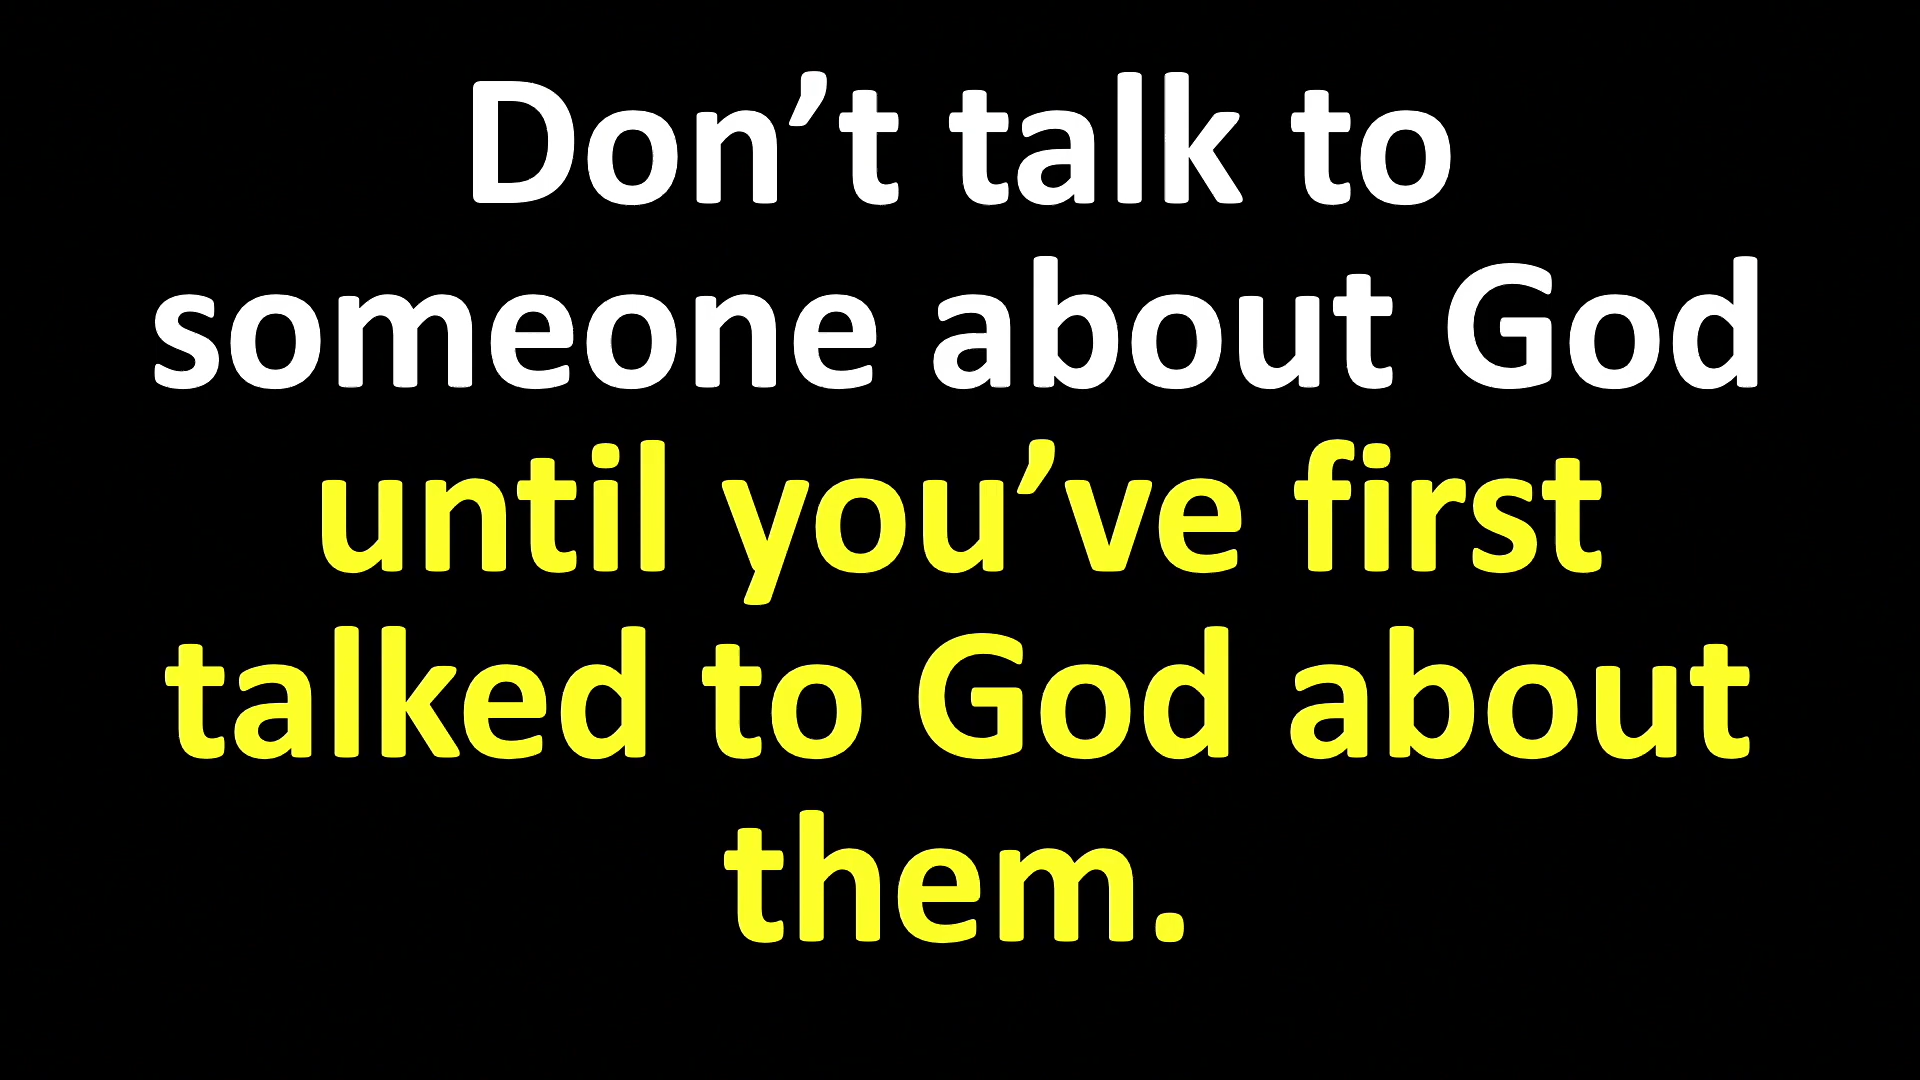 Don’t talk to
someone about God
until you’ve first
talked to God about
them.